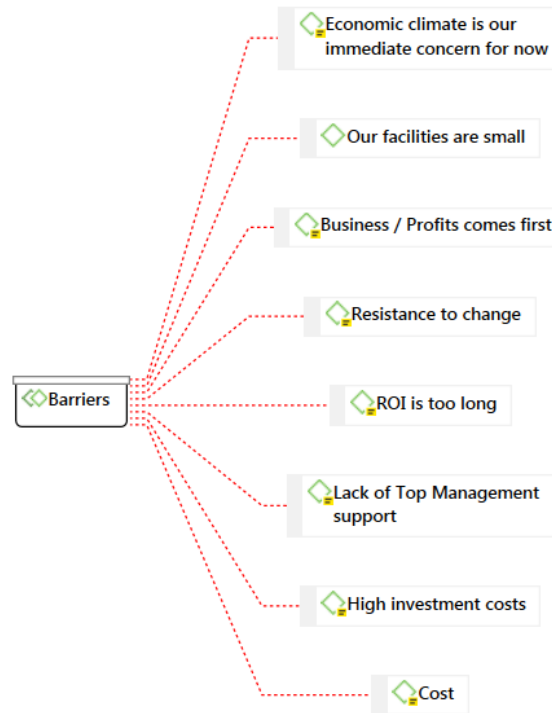 Economic climate is our
immediate concern for now
Our facilities are small
Business / Profits comes first
Resistance to change
Barriers
ROI is too long
Lack of Top Management
support
High investment costs
Cost